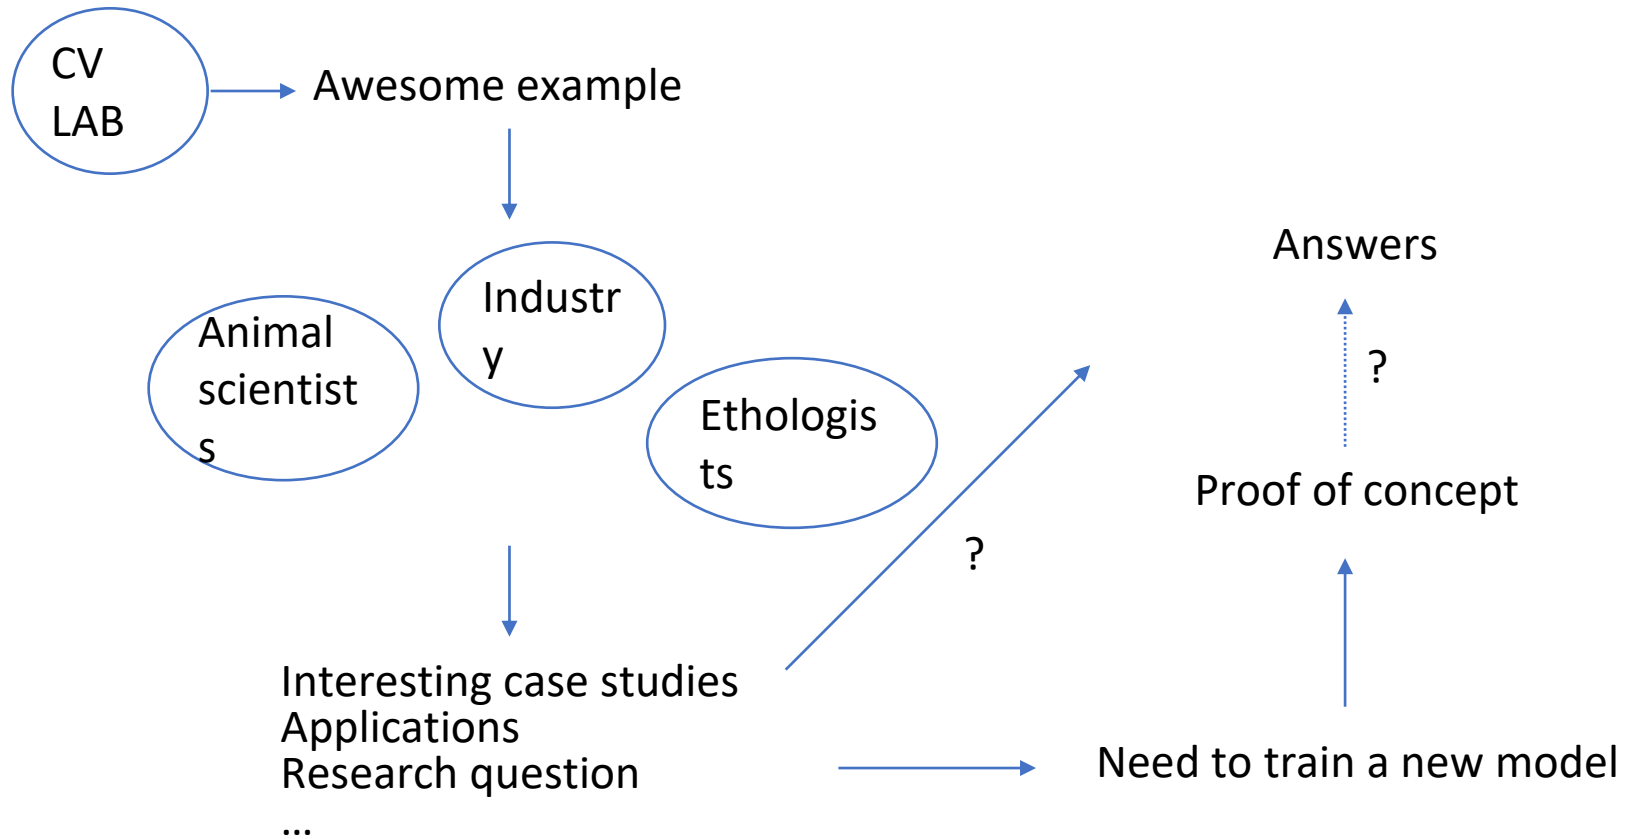 CV
LAB
Awesome example
Industr
y
Animal
scientist
s
Ethologis
ts
Answers
?
Proof of concept
?
Interesting case studies
Applications
Research question
...
Need to train a new model